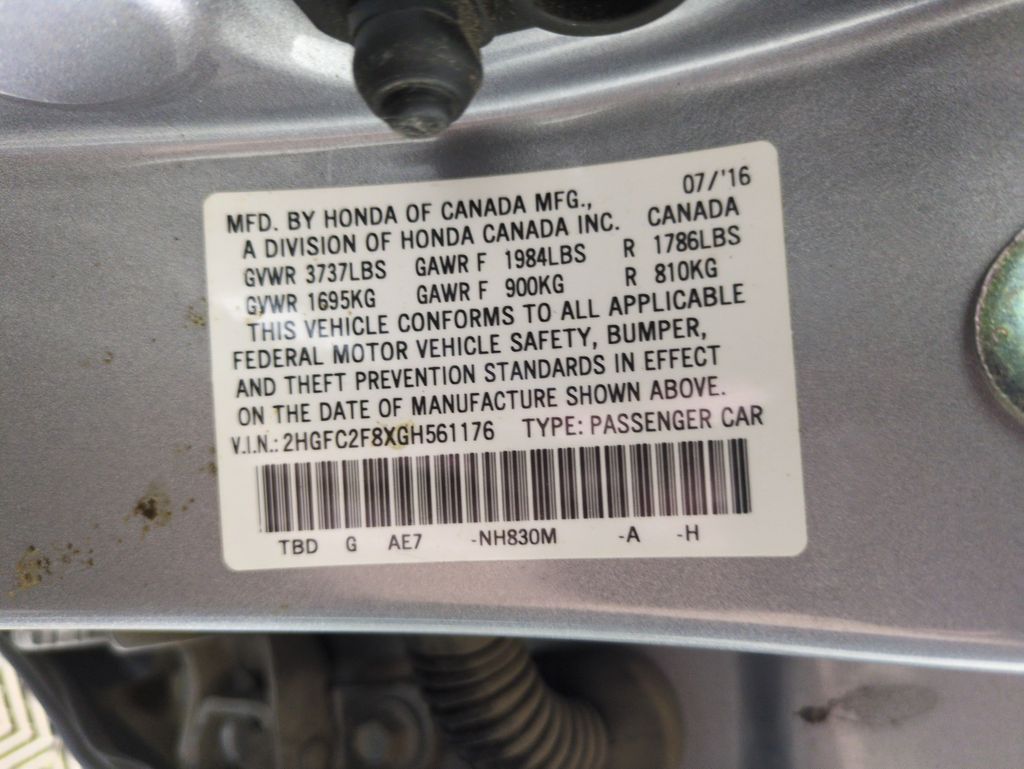 07/'16
MFD. BY HONDA OF CANADA MFG.,
A DIVISION OF HONDA CANADA INC. CANADA
GVWR 3737LBS GAWR F 1984LBS R 1786LBS
GVWR 1695KG GAWR F 900KG R 810KG
THIS VEHICLE CONFORMS TO ALL APPLICABLE
FEDERAL MOTOR VEHICLE SAFETY, BUMPER,
AND THEFT PREVENTION STANDARDS IN EFFECT
ON THE DATE OF MANUFACTURE SHOWN ABOVE.
V.I.N.: 2HGFC2F8XGH561176 TYPE: PASSENGER CAR
TBD G AE7 -NH830M -A -H